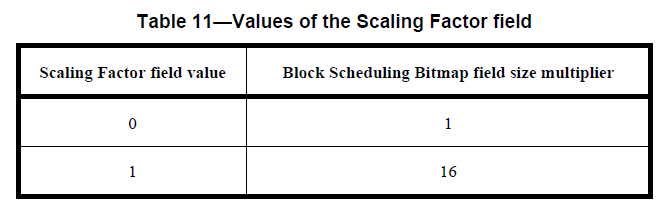 Table 11—Values of the Scaling Factor field
Scaling Factor field value Block Scheduling Bitmap field size multiplier
0 1
1 16